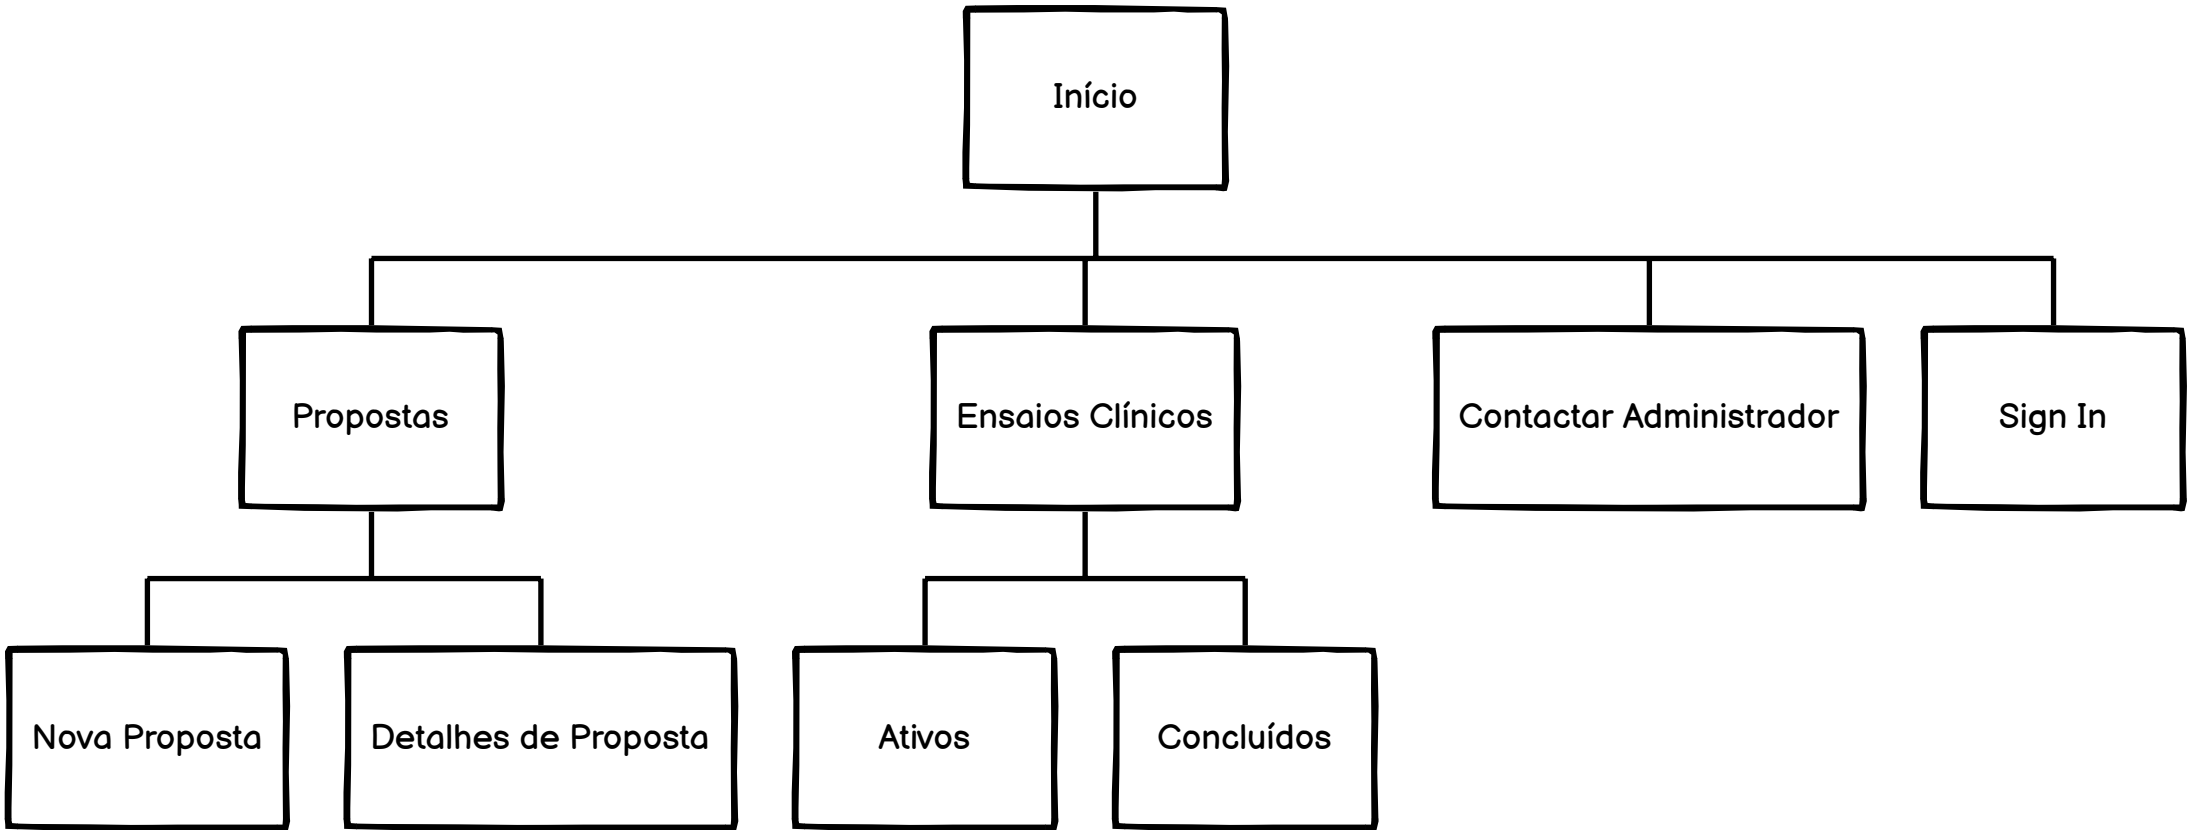 Início
Propostas
Ensaios Clínicos
Contactar Administrador
Sign In
Nova Proposta
Detalhes de Proposta
Ativos
Concluídos